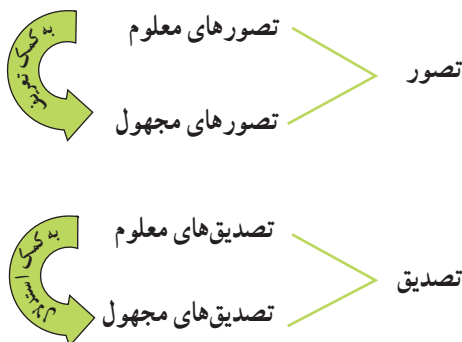 تصور
تصورهای معلوم
تصورهای مجهول
به کمک تعریف
تصدیق
تصدیق‌های معلوم
تصدیق‌های مجهول
به کمک استدلال